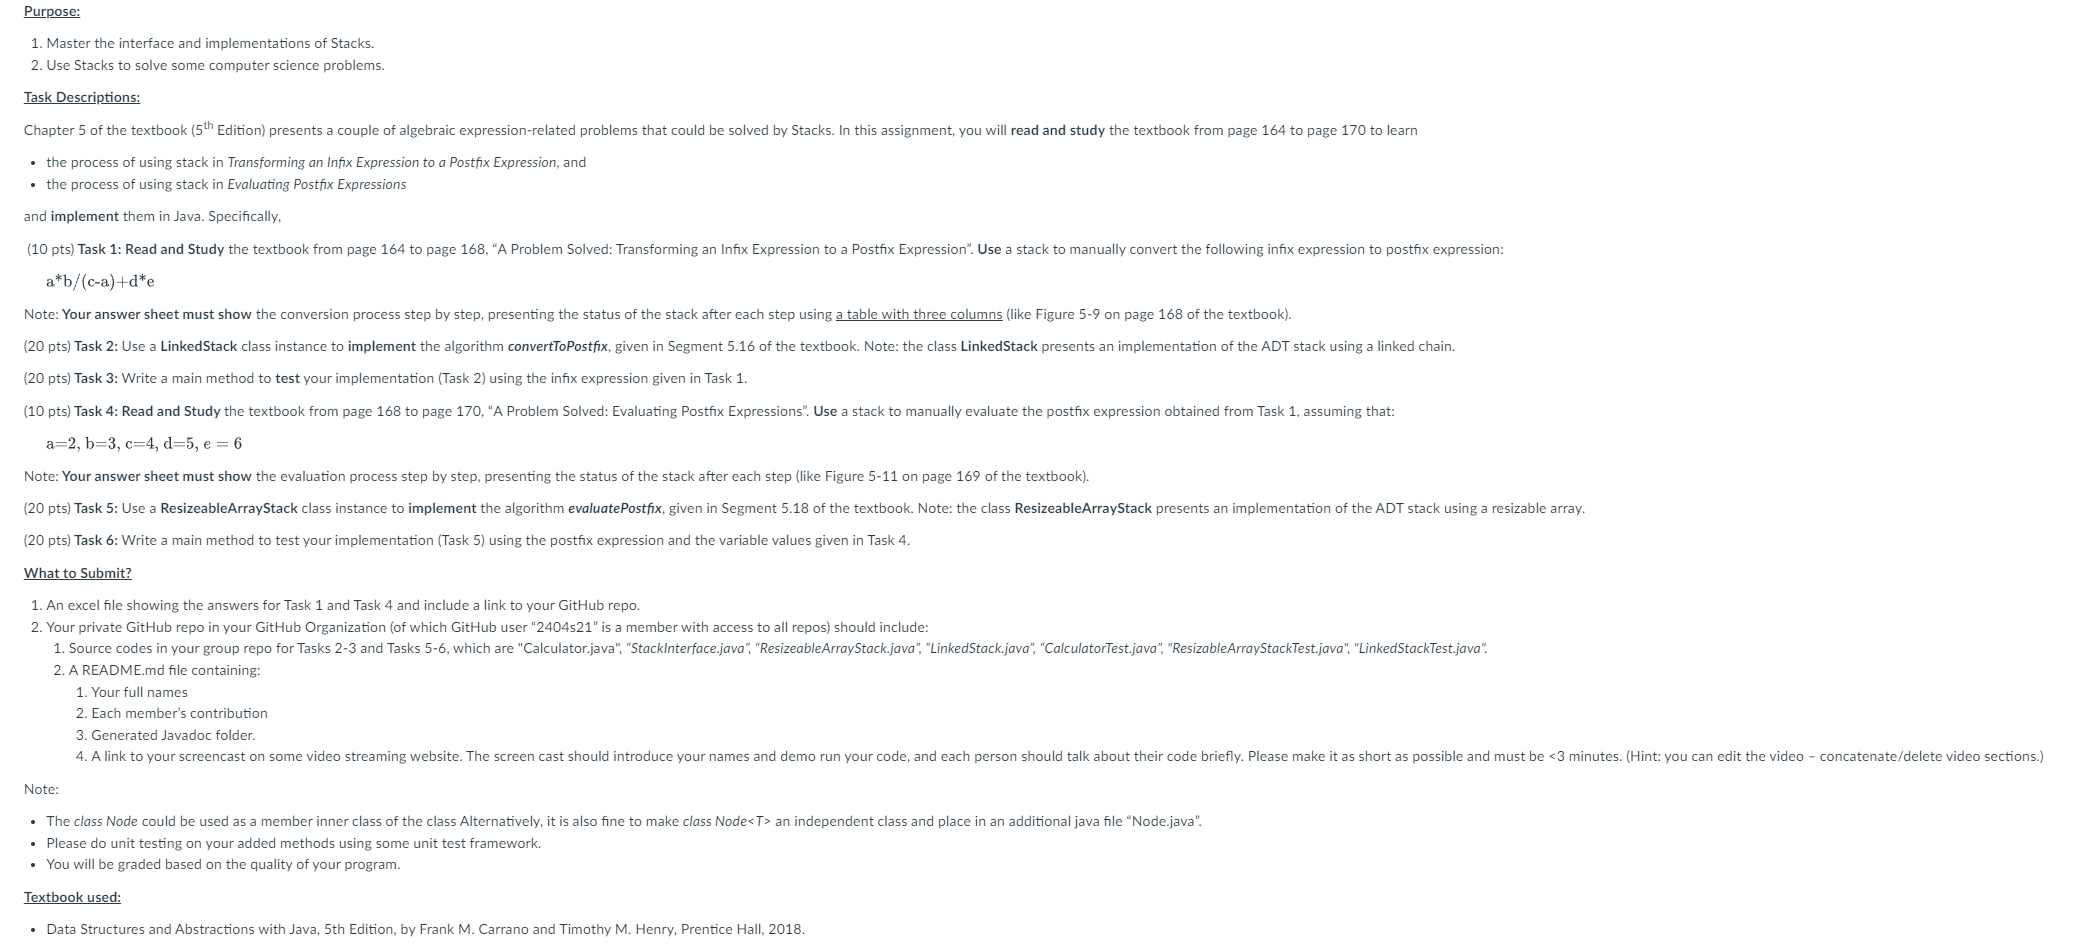 Purpose:
1. Master the interface and implementations of Stacks.
2. Use Stacks to solve some computer science problems.
Task Descriptions:
Chapter 5 of the textbook (5th Edition) presents a couple of algebraic expression-related problems that could be solved by Stacks. In this assignment, you will read and study the textbook from page 164 to page 170 to learn
• the process of using stack in Transforming an Infix Expression to a Postfix Expression, and
• the process of using stack in Evaluating Postfix Expressions
and implement them in Java. Specifically,
(10 pts) Task 1: Read and Study the textbook from page 164 to page 168, “A Problem Solved: Transforming an Infix Expression to a Postfix Expression”. Use a stack to manually convert the following infix expression to postfix expression:
a*b/(c-a)+d*e
Note: Your answer sheet must show the conversion process step by step, presenting the status of the stack after each step using a table with three columns (like Figure 5-9 on page 168 of the textbook).
(20 pts) Task 2: Use a LinkedStack class instance to implement the algorithm convertToPostfix, given in Segment 5.16 of the textbook. Note: the class LinkedStack presents an implementation of the ADT stack using a linked chain.
(20 pts) Task 3: Write a main method to test your implementation (Task 2) using the infix expression given in Task 1.
(10 pts) Task 4: Read and Study the textbook from page 168 to page 170, “A Problem Solved: Evaluating Postfix Expressions”. Use a stack to manually evaluate the postfix expression obtained from Task 1, assuming that:
a=2, b=3, c=4, d=5, e = 6
Note: Your answer sheet must show the evaluation process step by step, presenting the status of the stack after each step (like Figure 5-11 on page 169 of the textbook).
(20 pts) Task 5: Use a ResizeableArrayStack class instance to implement the algorithm evaluatePostfix, given in Segment 5.18 of the textbook. Note: the class ResizeableArrayStack presents an implementation of the ADT stack using a resizable array.
(20 pts) Task 6: Write a main method to test your implementation (Task 5) using the postfix expression and the variable values given in Task 4.
What to Submit?
1. An excel file showing the answers for Task 1 and Task 4 and include a link to your GitHub repo.
2. Your private GitHub repo in your GitHub Organization (of which GitHub user “2404s21” is a member with access to all repos) should include:
1. Source codes in your group repo for Tasks 2-3 and Tasks 5-6, which are "Calculator.java", “StackInterface.java”, “ResizeableArrayStack.java”, “LinkedStack.java”, “CalculatorTest.java”, "ResizableArrayStackTest.java", "LinkedStackTest.java".
2. A README.md file containing:
1. Your full names
2. Each member’s contribution
3. Generated Javadoc folder.
4. A link to your screencast on some video streaming website. The screen cast should introduce your names and demo run your code, and each person should talk about their code briefly. Please make it as short as possible and must be <3 minutes. (Hint: you can edit the video – concatenate/delete video sections.)
Note:
• The class Node could be used as a member inner class of the class Alternatively, it is also fine to make class Node<T> an independent class and place in an additional java file “Node.java”.
• Please do unit testing on your added methods using some unit test framework.
• You will be graded based on the quality of your program.
Textbook used:
• Data Structures and Abstractions with Java, 5th Edition, by Frank M. Carrano and Timothy M. Henry, Prentice Hall, 2018.